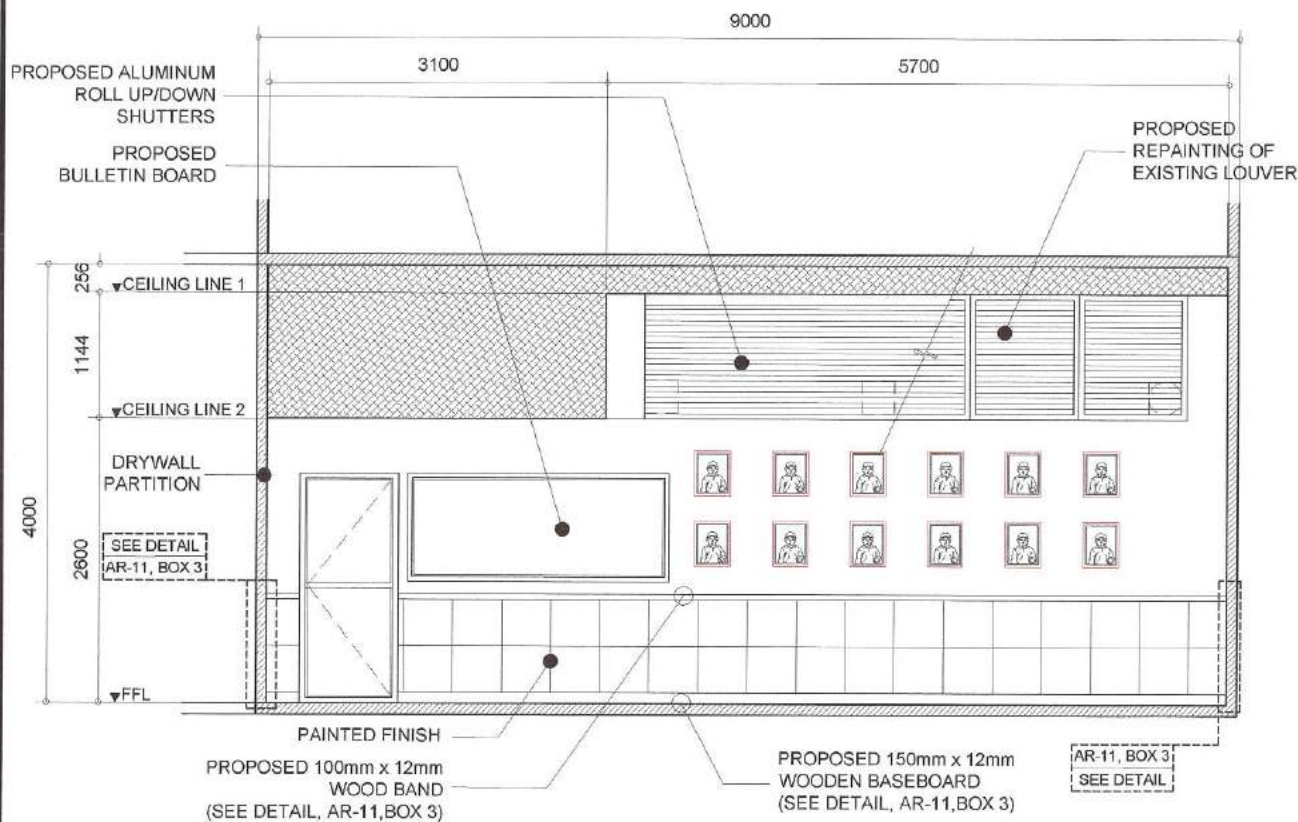 9000
3100
5700
PROPOSED ALUMINUM
ROLL UP/DOWN
SHUTTERS
PROPOSED
BULLETIN BOARD
PROPOSED
REPAINTING OF
EXISTING LOUVER
256
CEILING LINE 1
1144
CEILING LINE 2
DRYWALL
PARTITION
4000
2600
SEE DETAIL
AR-11, BOX 3
FFL
PAINTED FINISH
PROPOSED 100mm x 12mm
WOOD BAND
(SEE DETAIL, AR-11,BOX 3)
PROPOSED 150mm x 12mm
WOODEN BASEBOARD
(SEE DETAIL, AR-11,BOX 3)
AR-11, BOX 3
SEE DETAIL